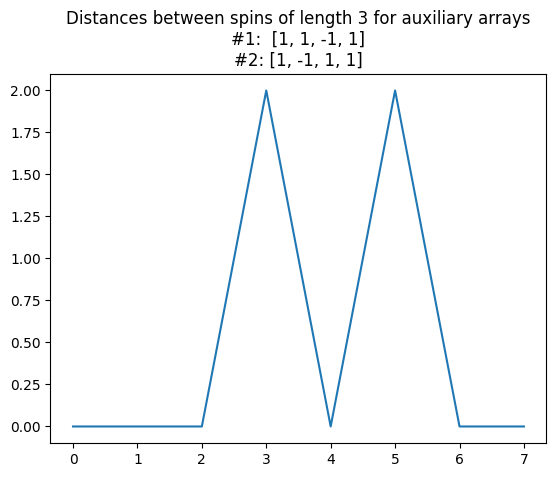 Distances between spins of length 3 for auxiliary arrays
#1:  [1, 1, -1, 1]
#2: [1, -1, 1, 1]
2.00
1.75
1.50
1.25
1.00
0.75
0.50
0.25
0.00
0 1 2 3 4 5 6 7